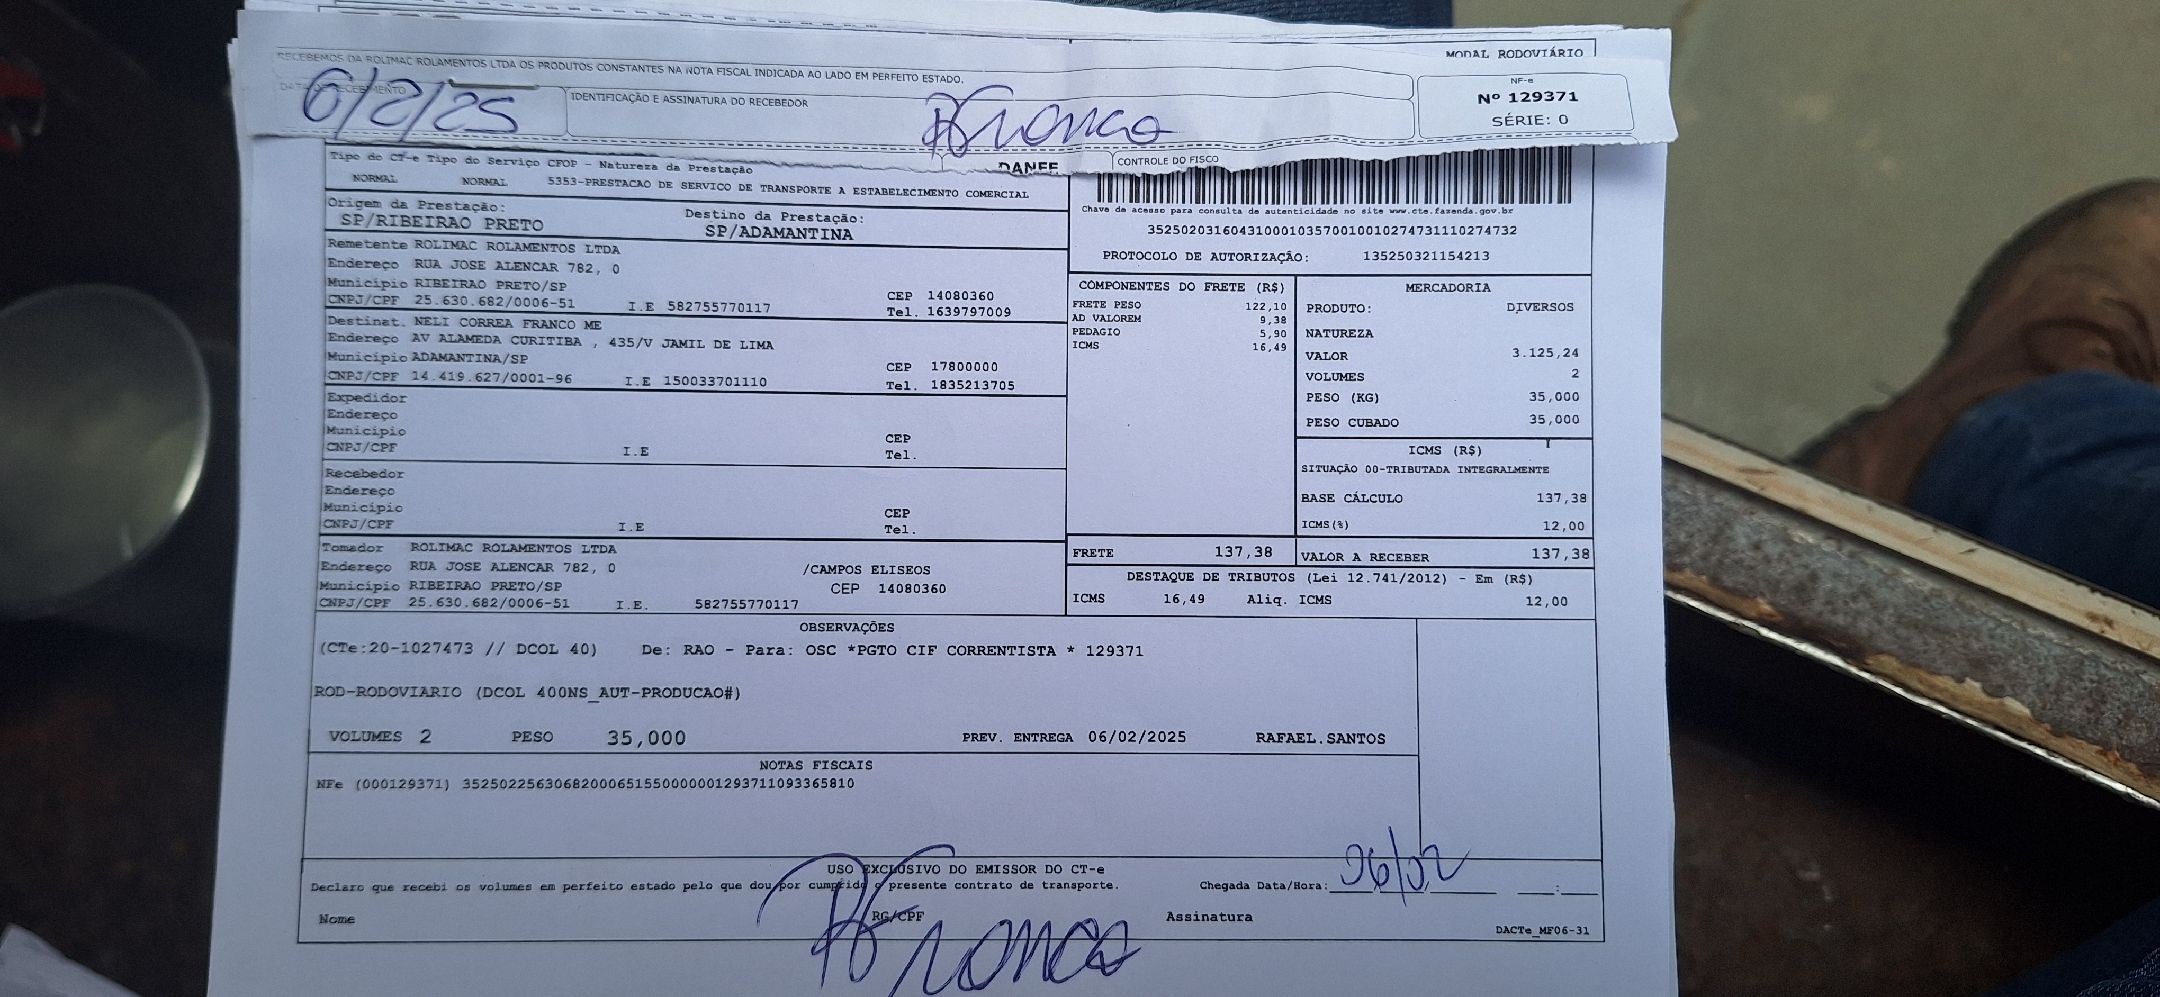 MODAL RODOVIÁRIO
RECEBEMOS DA ROLIMAC ROLAMENTOS LTDA OS PRODUTOS CONSTANTES NA NOTA FISCAL INDICADA AO LADO EM PERFEITO ESTADO.
DATA DE RECEBIMENTO
6/2/25
IDENTIFICAÇÃO E ASSINATURA DO RECEBEDOR
Franco
NF-e
Nº 129371
SÉRIE: 0
DANFE
CONTROLE DO FISCO
Tipo do CT-e Tipo do Serviço CFOP - Natureza da Prestação
NORMAL NORMAL 5353-PRESTACAO DE SERVICO DE TRANSPORTE A ESTABELECIMENTO COMERCIAL
Origem da Prestação:
SP/RIBEIRAO PRETO
Destino da Prestação:
SP/ADAMANTINA
Chave de acesso para consulta de autenticidade no site www.cte.fazenda.gov.br
35250203160431000103570010010274731110274732
PROTOCOLO DE AUTORIZAÇÃO: 135250321154213
Remetente ROLIMAC ROLAMENTOS LTDA
Endereço RUA JOSE ALENCAR 782, 0
Município RIBEIRAO PRETO/SP CEP 14080360
CNPJ/CPF 25.630.682/0006-51 I.E 582755770117 Tel. 1639797009
Destinat. NELI CORREA FRANCO ME
Endereço AV ALAMEDA CURITIBA , 435/V JAMIL DE LIMA
Município ADAMANTINA/SP CEP 17800000
CNPJ/CPF 14.419.627/0001-96 I.E 150033701110 Tel. 1835213705
Expedidor
Endereço
Município CEP
CNPJ/CPF I.E Tel.
Recebedor
Endereço
Município CEP
CNPJ/CPF I.E Tel.
Tomador ROLIMAC ROLAMENTOS LTDA
Endereço RUA JOSE ALENCAR 782, 0 /CAMPOS ELISEOS
Município RIBEIRAO PRETO/SP CEP 14080360
CNPJ/CPF 25.630.682/0006-51 I.E. 582755770117
COMPONENTES DO FRETE (R$)
FRETE PESO 122,10
AD VALOREM 9,38
PEDAGIO 5,90
ICMS 16,49
MERCADORIA
PRODUTO: DIVERSOS
NATUREZA
VALOR 3.125,24
VOLUMES 2
PESO (KG) 35,000
PESO CUBADO 35,000
ICMS (R$)
SITUAÇÃO 00-TRIBUTADA INTEGRALMENTE
BASE CÁLCULO 137,38
ICMS(%) 12,00
FRETE 137,38
VALOR A RECEBER 137,38
DESTAQUE DE TRIBUTOS (Lei 12.741/2012) - Em (R$)
ICMS 16,49 Aliq. ICMS 12,00
OBSERVAÇÕES
(CTe:20-1027473 // DCOL 40) De: RAO - Para: OSC *PGTO CIF CORRENTISTA * 129371
ROD-RODOVIARIO (DCOL 400NS_AUT-PRODUCAO#)
VOLUMES 2 PESO 35,000 PREV. ENTREGA 06/02/2025 RAFAEL.SANTOS
NOTAS FISCAIS
NFe (000129371) 35250225630682000651550000001293711093365810
USO EXCLUSIVO DO EMISSOR DO CT-e
Declaro que recebi os volumes em perfeito estado pelo que dou por cumprido o presente contrato de transporte.
Chegada Data/Hora: 06/02 __:__
Nome RG/CPF Assinatura
Franco
DACTe_MF06-31